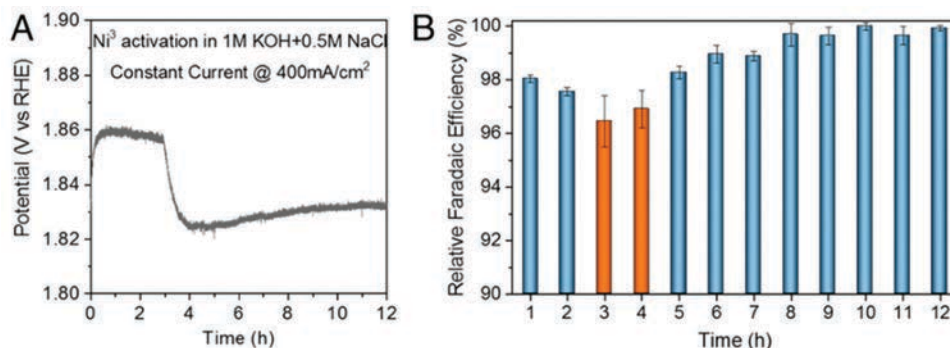 A
Ni³ activation in 1M KOH+0.5M NaCl
Constant Current @ 400mA/cm²
Potential (V vs RHE)
1.90
1.88
1.86
1.84
1.82
1.80
0 2 4 6 8 10 12
Time (h)
B
Relative Faradaic Efficiency (%)
100
98
96
94
92
90
1 2 3 4 5 6 7 8 9 10 11 12
Time (h)